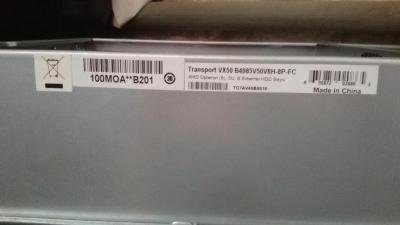 100MOA**B201
Transport VX50 B4985V50V8H-8P-FC
AMD Opteron (8), 5U, 8 External HDD Bays
Made in China